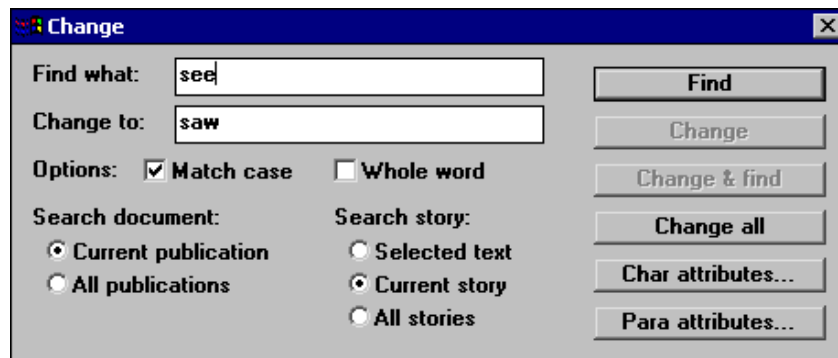 Change
Find what: see
Find
Change to: saw
Change
Options: Match case Whole word
Change & find
Search document: Search story:
Change all
Current publication Selected text
All publications Current story
Char attributes...
All stories
Para attributes...